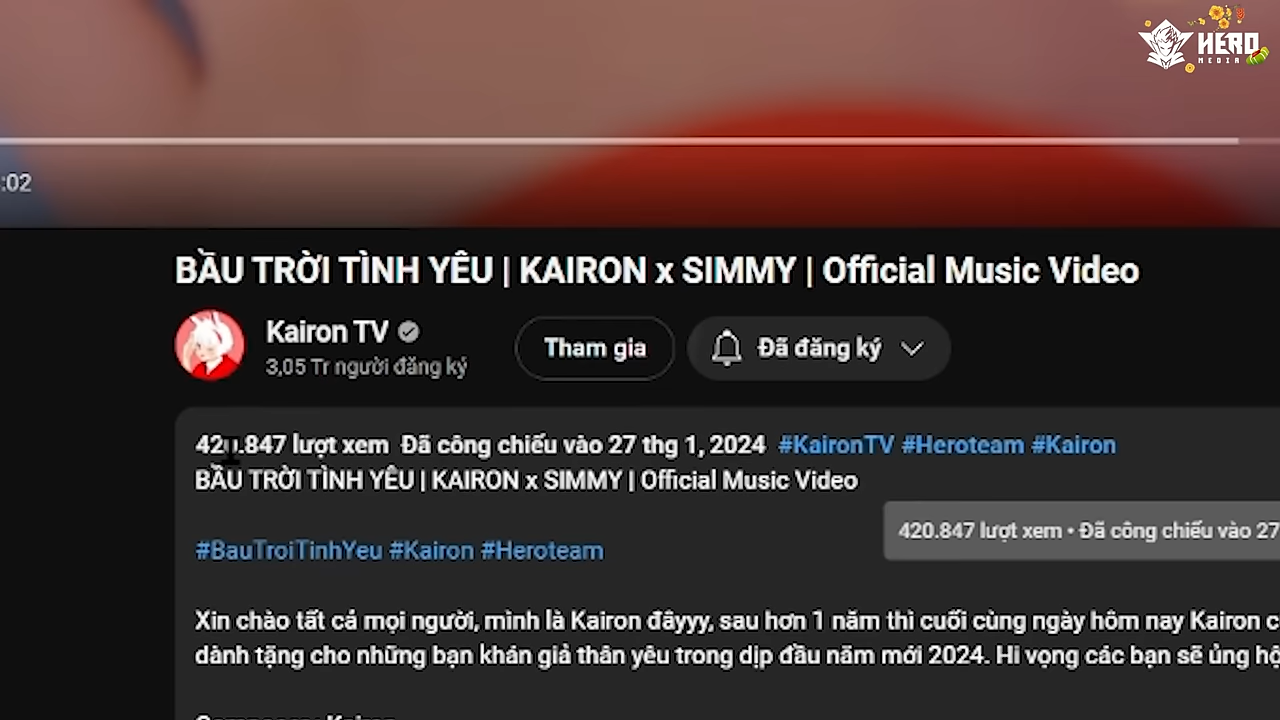 HERO
MEDIA
:02
BẦU TRỜI TÌNH YÊU | KAIRON x SIMMY | Official Music Video
Kairon TV
3,05 Tr người đăng ký
Tham gia
Đã đăng ký
420.847 lượt xem Đã công chiếu vào 27 thg 1, 2024 #KaironTV #Heroteam #Kairon
BẦU TRỜI TÌNH YÊU | KAIRON x SIMMY | Official Music Video
420.847 lượt xem • Đã công chiếu vào 27
#BauTroiTinhYeu #Kairon #Heroteam
Xin chào tất cả mọi người, mình là Kairon đâyyy, sau hơn 1 năm thì cuối cùng ngày hôm nay Kairon c
dành tặng cho những bạn khán giả thân yêu trong dịp đầu năm mới 2024. Hi vọng các bạn sẽ ủng hộ